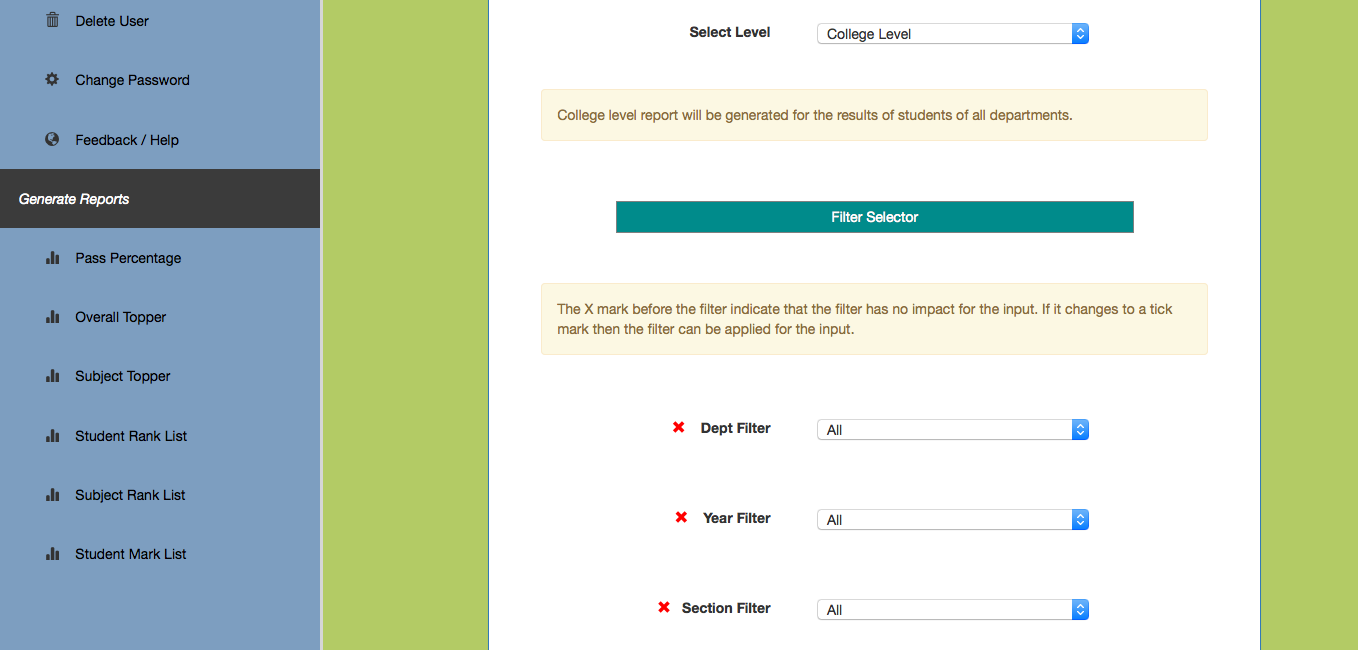 Delete User
Change Password
Feedback / Help
Generate Reports
Pass Percentage
Overall Topper
Subject Topper
Student Rank List
Subject Rank List
Student Mark List
Select Level
College Level
College level report will be generated for the results of students of all departments.
Filter Selector
The X mark before the filter indicate that the filter has no impact for the input. If it changes to a tick
mark then the filter can be applied for the input.
Dept Filter
All
Year Filter
All
Section Filter
All